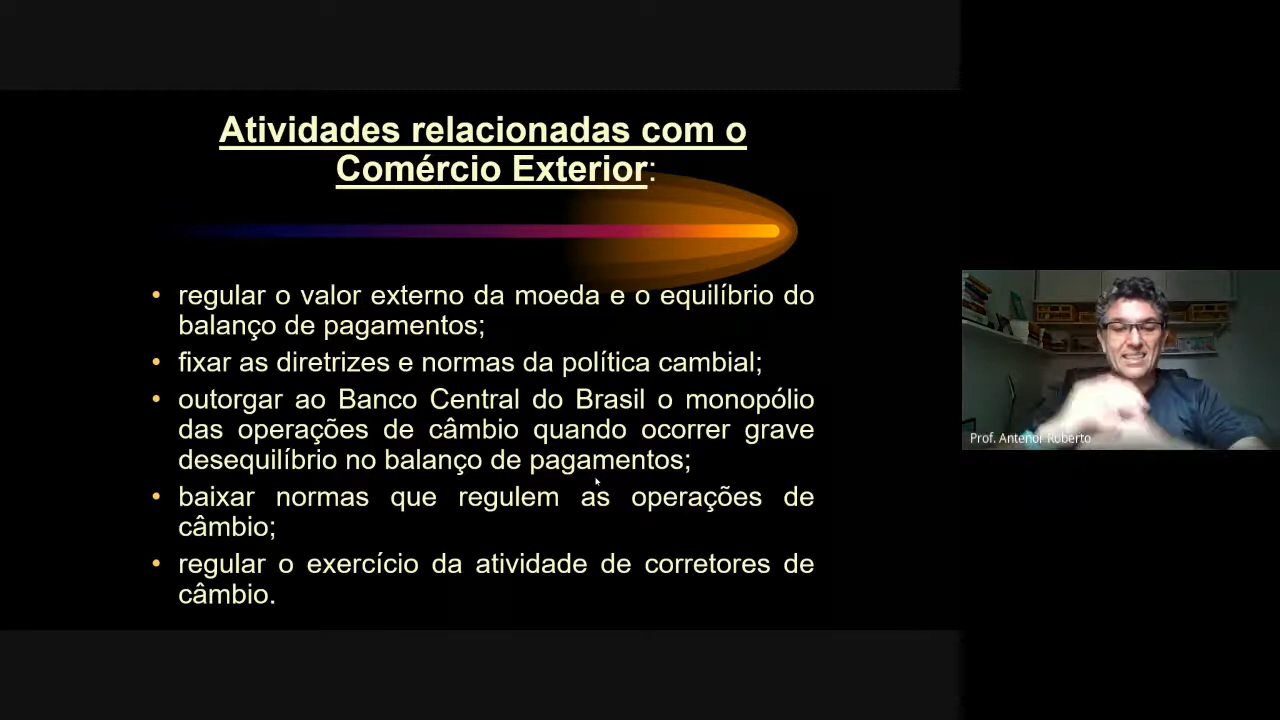 Atividades relacionadas com o
Comércio Exterior:
• regular o valor externo da moeda e o equilíbrio do
balanço de pagamentos;
• fixar as diretrizes e normas da política cambial;
• outorgar ao Banco Central do Brasil o monopólio
das operações de câmbio quando ocorrer grave
desequilíbrio no balanço de pagamentos;
• baixar normas que regulem as operações de
câmbio;
• regular o exercício da atividade de corretores de
câmbio.
Prof. Antenor Roberto